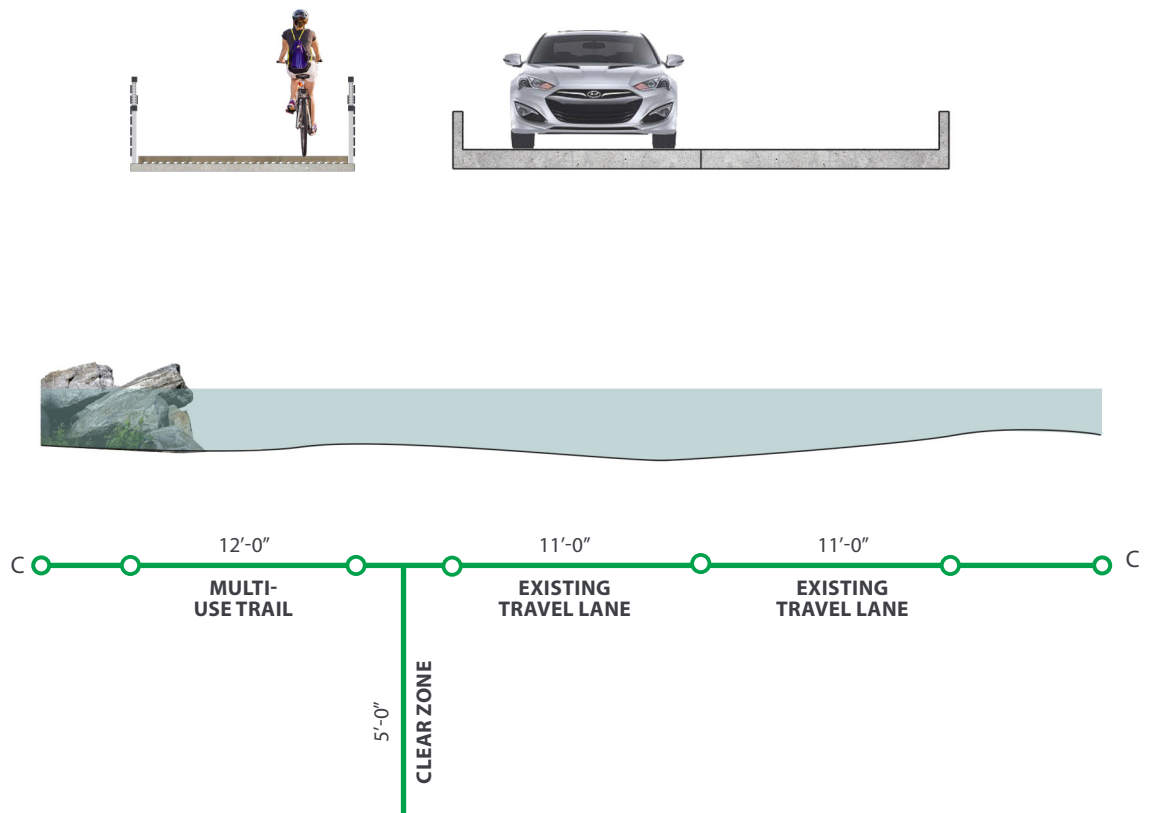 C
12’-0”
11’-0”
11’-0”
C
MULTI-
USE TRAIL
EXISTING
TRAVEL LANE
EXISTING
TRAVEL LANE
5’-0”
CLEAR ZONE